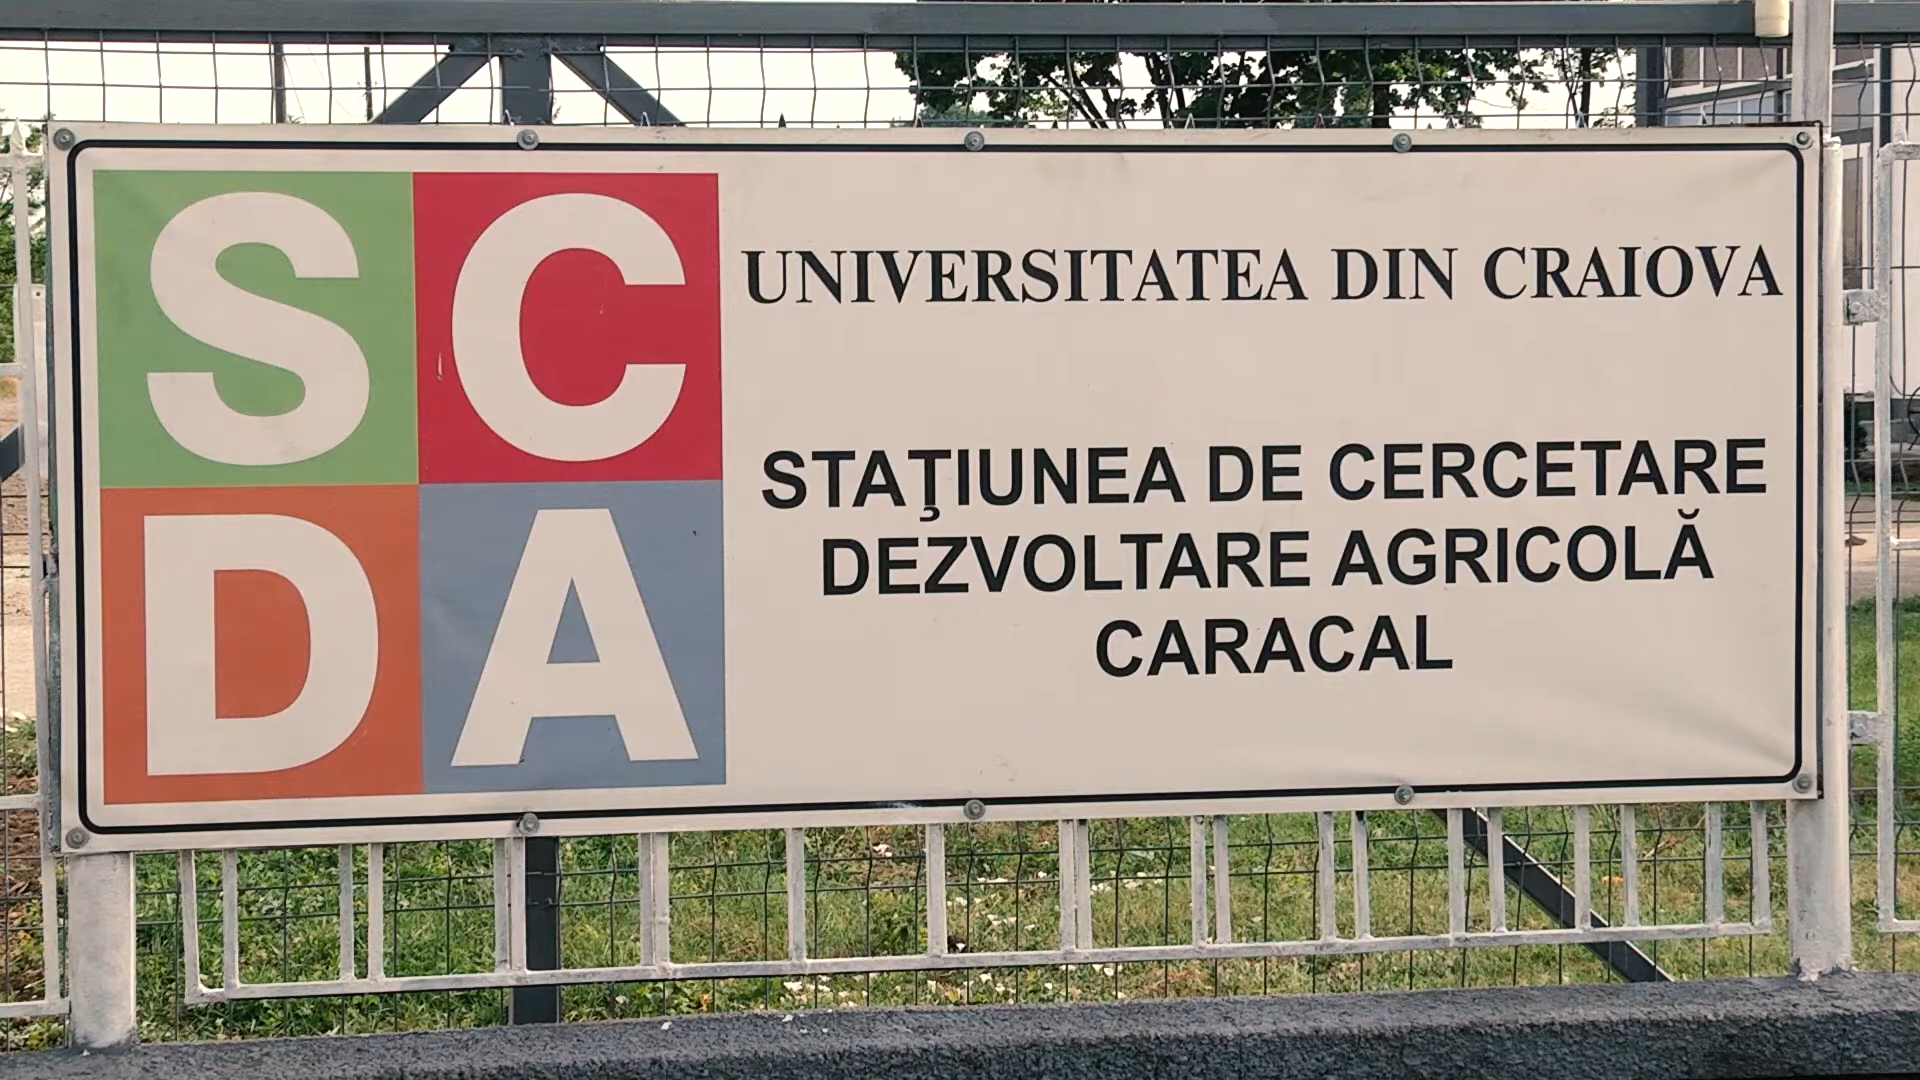 SC
DA
UNIVERSITATEA DIN CRAIOVA
STAŢIUNEA DE CERCETARE
DEZVOLTARE AGRICOLĂ
CARACAL